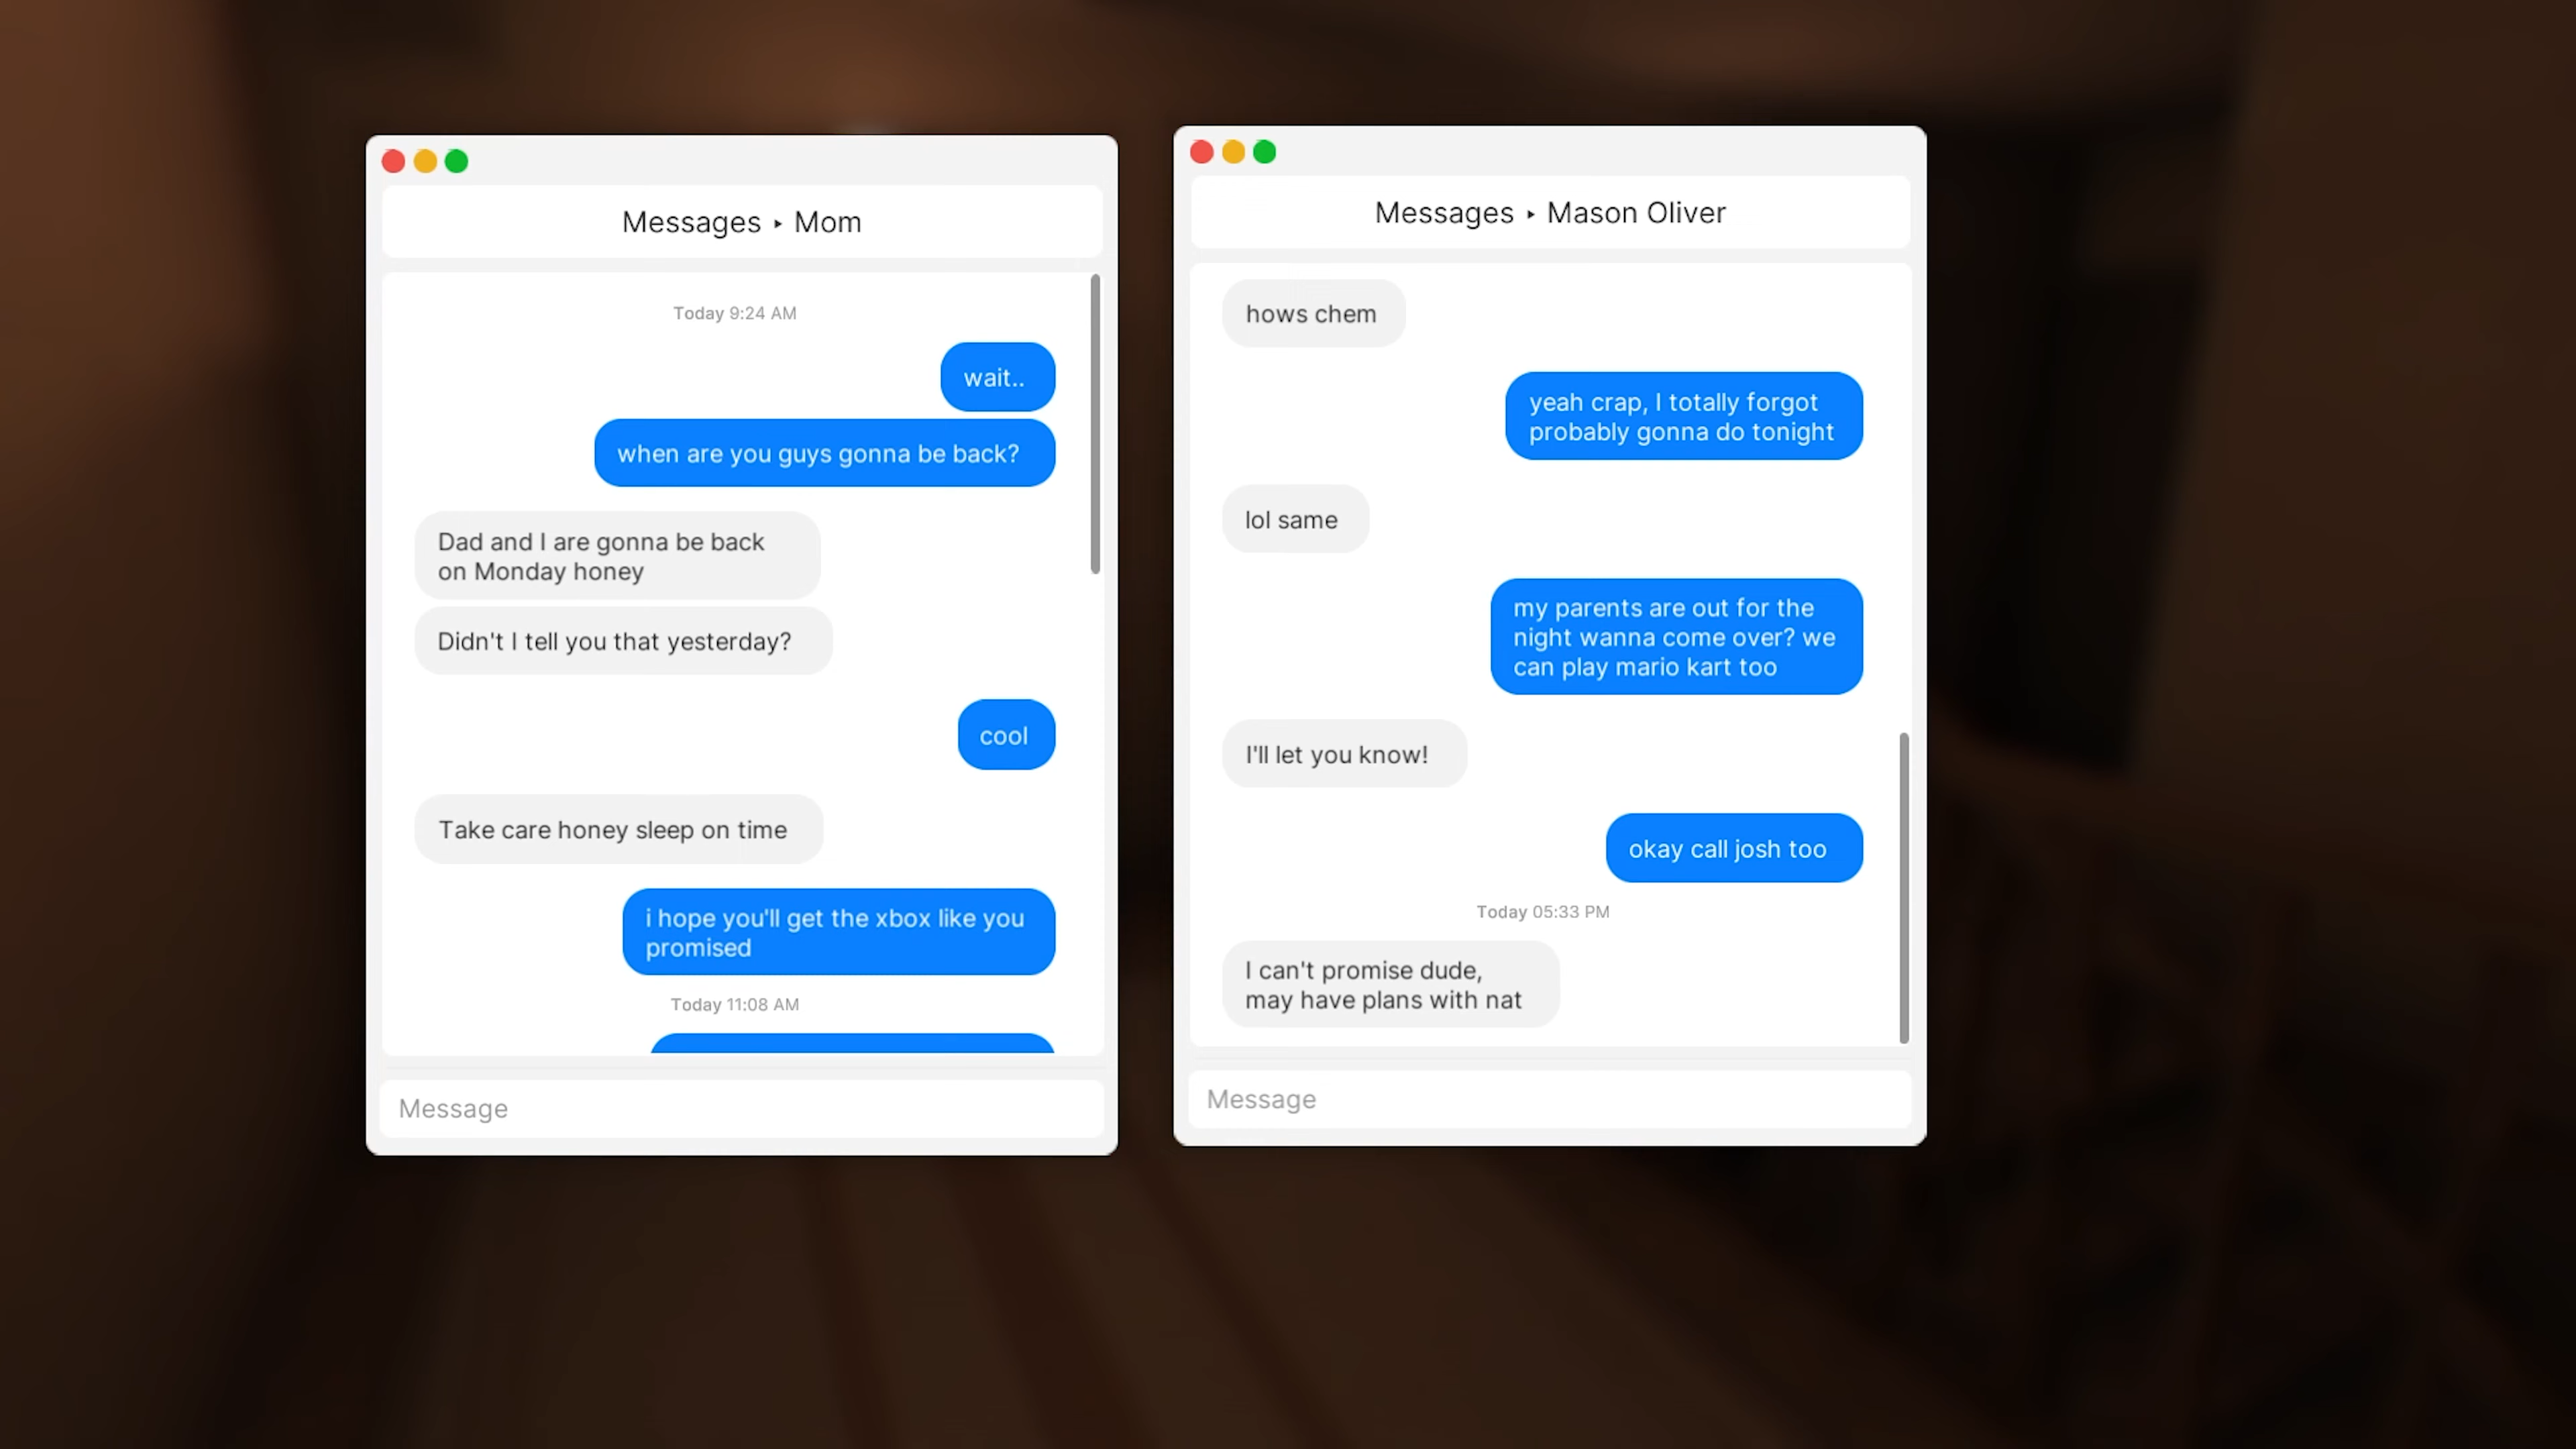 Messages ▸ Mom
Today 9:24 AM
wait..
when are you guys gonna be back?
Dad and I are gonna be back
on Monday honey
Didn't I tell you that yesterday?
cool
Take care honey sleep on time
i hope you'll get the xbox like you
promised
Today 11:08 AM
Message
Messages ▸ Mason Oliver
hows chem
yeah crap, I totally forgot
probably gonna do tonight
lol same
my parents are out for the
night wanna come over? we
can play mario kart too
I'll let you know!
okay call josh too
Today 05:33 PM
I can't promise dude,
may have plans with nat
Message